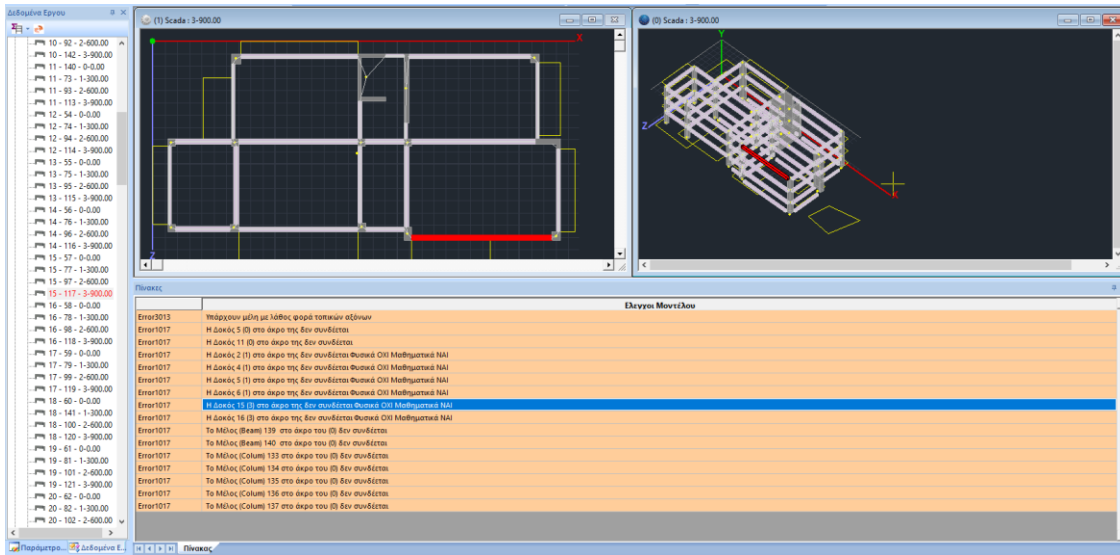 Δεδομένα Εργου
10 - 92 - 2-600.00
10 - 142 - 3-900.00
11 - 140 - 0-0.00
11 - 73 - 1-300.00
11 - 93 - 2-600.00
11 - 113 - 3-900.00
12 - 54 - 0-0.00
12 - 74 - 1-300.00
12 - 94 - 2-600.00
12 - 114 - 3-900.00
13 - 55 - 0-0.00
13 - 75 - 1-300.00
13 - 95 - 2-600.00
13 - 115 - 3-900.00
14 - 56 - 0-0.00
14 - 76 - 1-300.00
14 - 96 - 2-600.00
14 - 116 - 3-900.00
15 - 57 - 0-0.00
15 - 77 - 1-300.00
15 - 97 - 2-600.00
15 - 117 - 3-900.00
16 - 58 - 0-0.00
16 - 78 - 1-300.00
16 - 98 - 2-600.00
16 - 118 - 3-900.00
17 - 59 - 0-0.00
17 - 79 - 1-300.00
17 - 99 - 2-600.00
17 - 119 - 3-900.00
18 - 60 - 0-0.00
18 - 141 - 1-300.00
18 - 100 - 2-600.00
18 - 120 - 3-900.00
19 - 61 - 0-0.00
19 - 81 - 1-300.00
19 - 101 - 2-600.00
19 - 121 - 3-900.00
20 - 62 - 0-0.00
20 - 82 - 1-300.00
20 - 102 - 2-600.00
Παράμετρο... Δεδομένα Ε...
(1) Scada : 3-900.00
X
Z
(0) Scada : 3-900.00
Y
Z
X
Πίνακες
Ελεγχοι Μοντέλου
Error3013 Υπάρχουν μέλη με λάθος φορά τοπικών αξόνων
Error1017 Η Δοκός 5 (0) στο άκρο της δεν συνδέεται
Error1017 Η Δοκός 11 (0) στο άκρο της δεν συνδέεται
Error1017 Η Δοκός 2 (1) στο άκρο της δεν συνδέεται Φυσικά ΟΧΙ Μαθηματικά ΝΑΙ
Error1017 Η Δοκός 4 (1) στο άκρο της δεν συνδέεται Φυσικά ΟΧΙ Μαθηματικά ΝΑΙ
Error1017 Η Δοκός 5 (1) στο άκρο της δεν συνδέεται Φυσικά ΟΧΙ Μαθηματικά ΝΑΙ
Error1017 Η Δοκός 6 (1) στο άκρο της δεν συνδέεται Φυσικά ΟΧΙ Μαθηματικά ΝΑΙ
Error1017 Η Δοκός 15 (3) στο άκρο της δεν συνδέεται Φυσικά ΟΧΙ Μαθηματικά ΝΑΙ
Error1017 Η Δοκός 16 (3) στο άκρο της δεν συνδέεται Φυσικά ΟΧΙ Μαθηματικά ΝΑΙ
Error1017 Το Μέλος (Beam) 139 στο άκρο του (0) δεν συνδέεται
Error1017 Το Μέλος (Beam) 140 στο άκρο του (0) δεν συνδέεται
Error1017 Το Μέλος (Colum) 133 στο άκρο του (0) δεν συνδέεται
Error1017 Το Μέλος (Colum) 134 στο άκρο του (0) δεν συνδέεται
Error1017 Το Μέλος (Colum) 135 στο άκρο του (0) δεν συνδέεται
Error1017 Το Μέλος (Colum) 136 στο άκρο του (0) δεν συνδέεται
Error1017 Το Μέλος (Colum) 137 στο άκρο του (0) δεν συνδέεται
Πίνακας